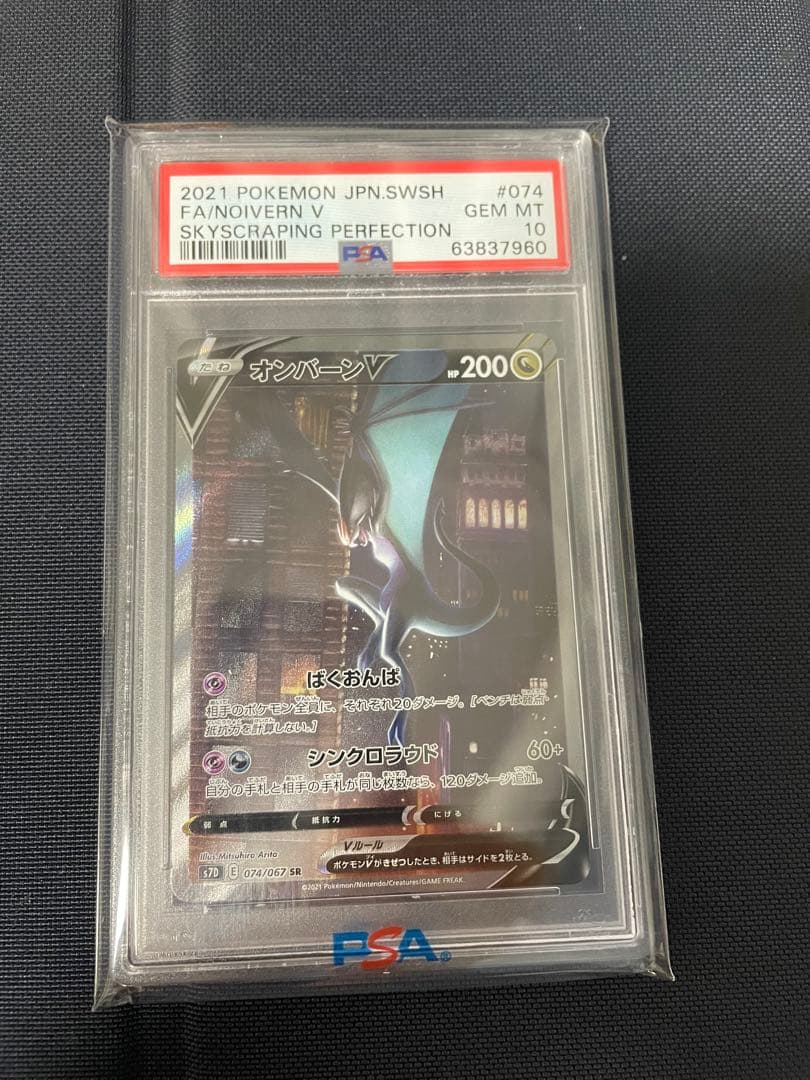 2021 POKEMON JPN.SWSH #074
FA/NOIVERN V GEM MT
SKYSCRAPING PERFECTION 10
PSA 63837960
たね オンバーンV HP 200
ばくおんぱ
相手のポケモン全員に、それぞれ20ダメージ。[ベンチは弱点・
抵抗力を計算しない。]
シンクロラウド 60+
自分の手札と相手の手札が同じ枚数なら、120ダメージ追加。
弱点 抵抗力 にげる
Vルール
ポケモンVがきぜつしたとき、相手はサイドを2枚とる。
Illus. Mitsuhiro Arita
s7D E 074/067 SR
©2021 Pokémon/Nintendo/Creatures/GAME FREAK.
PSA®